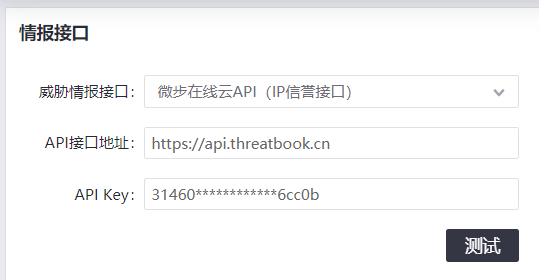 情报接口
威胁情报接口： 微步在线云API（IP信誉接口）
API接口地址： https://api.threatbook.cn
API Key： 31460************6cc0b
测试